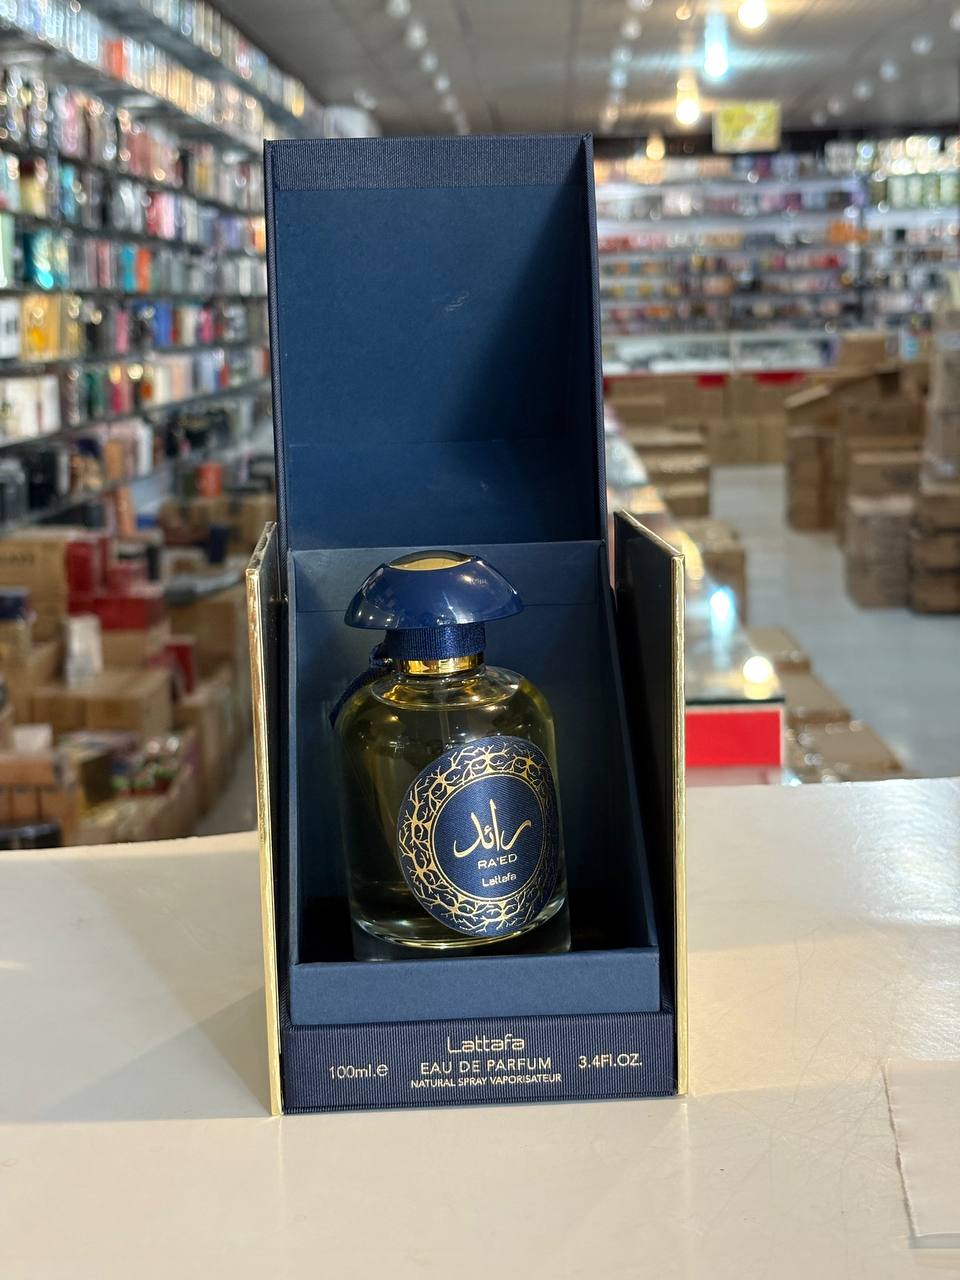 رائد
RA'ED
Lattafa
Lattafa
100ml.e EAU DE PARFUM 3.4Fl.OZ.
NATURAL SPRAY VAPORISATEUR